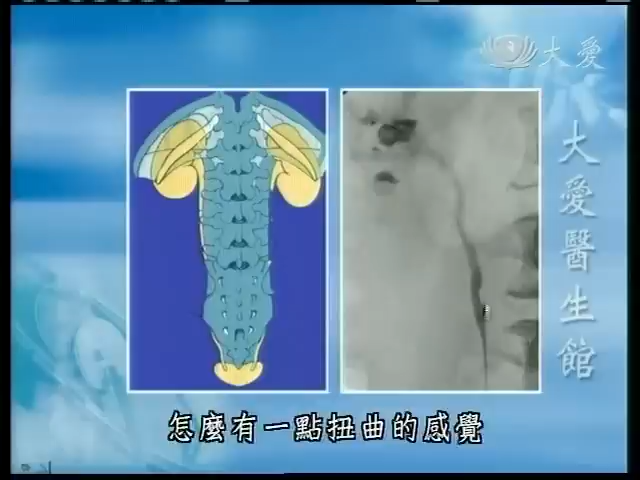 大愛
大愛醫生館
怎麼有一點扭曲的感覺